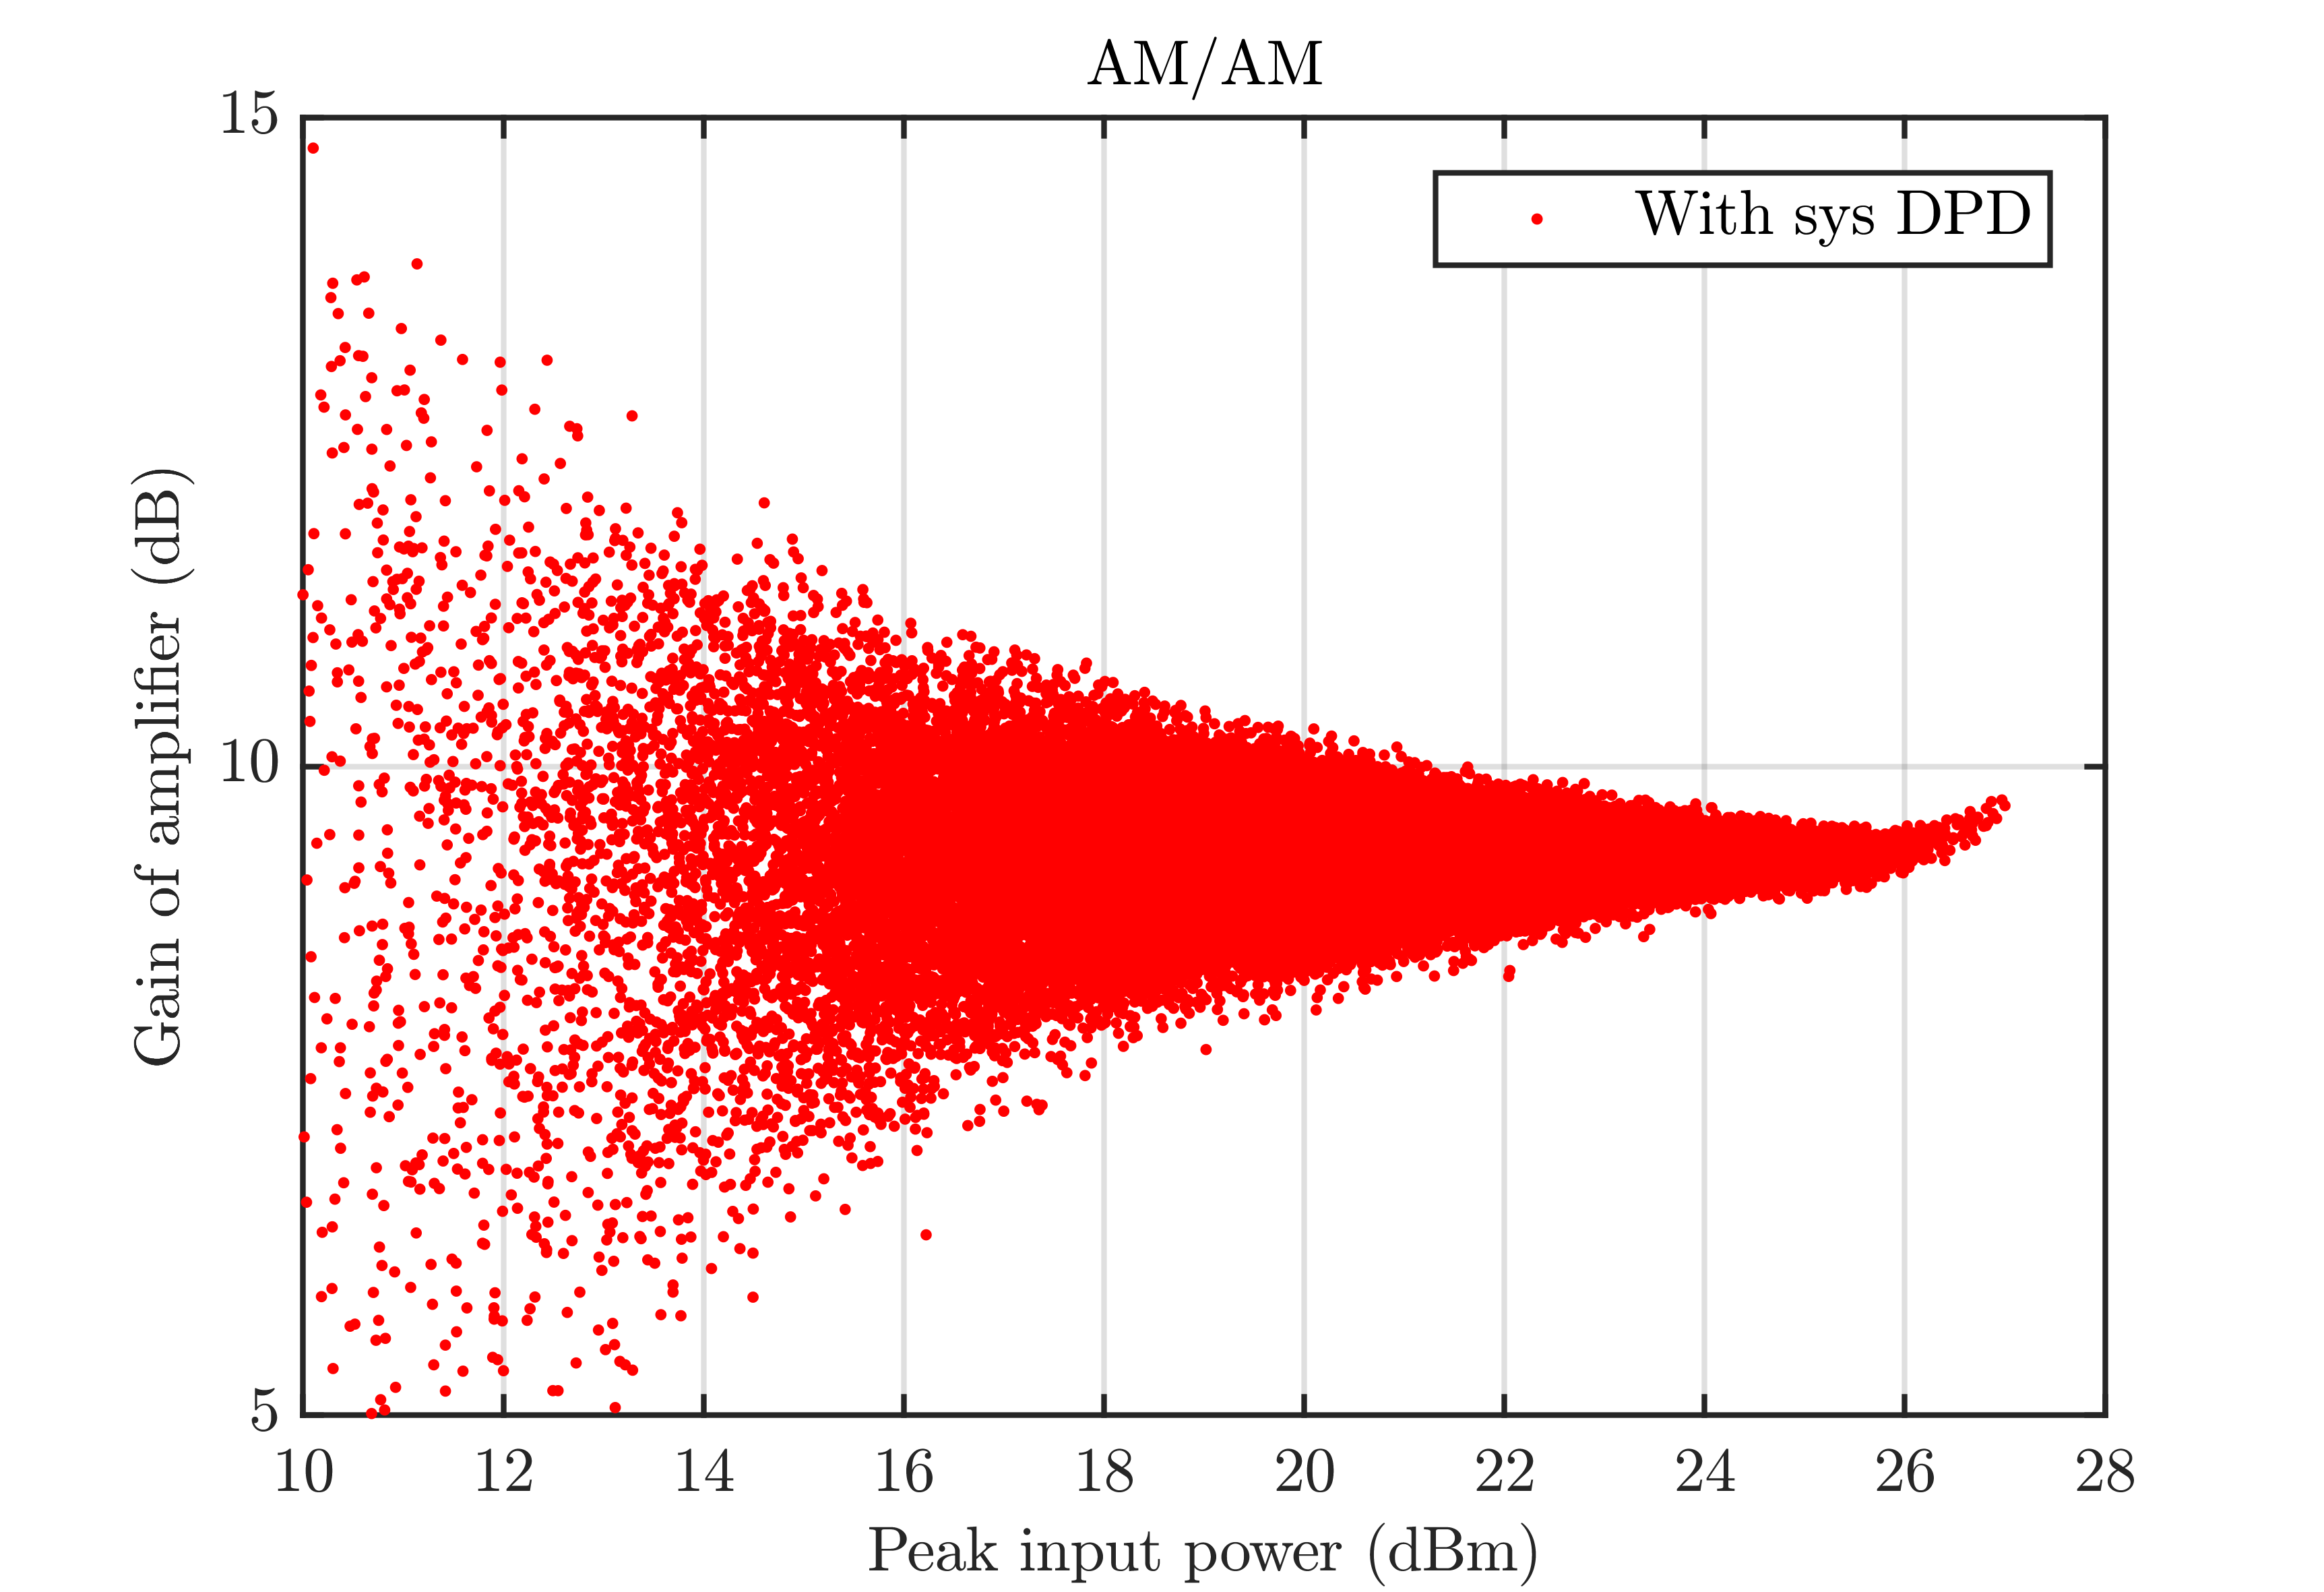 AM/AM
15
With sys DPD
Gain of amplifier (dB)
10
5
10 12 14 16 18 20 22 24 26 28
Peak input power (dBm)